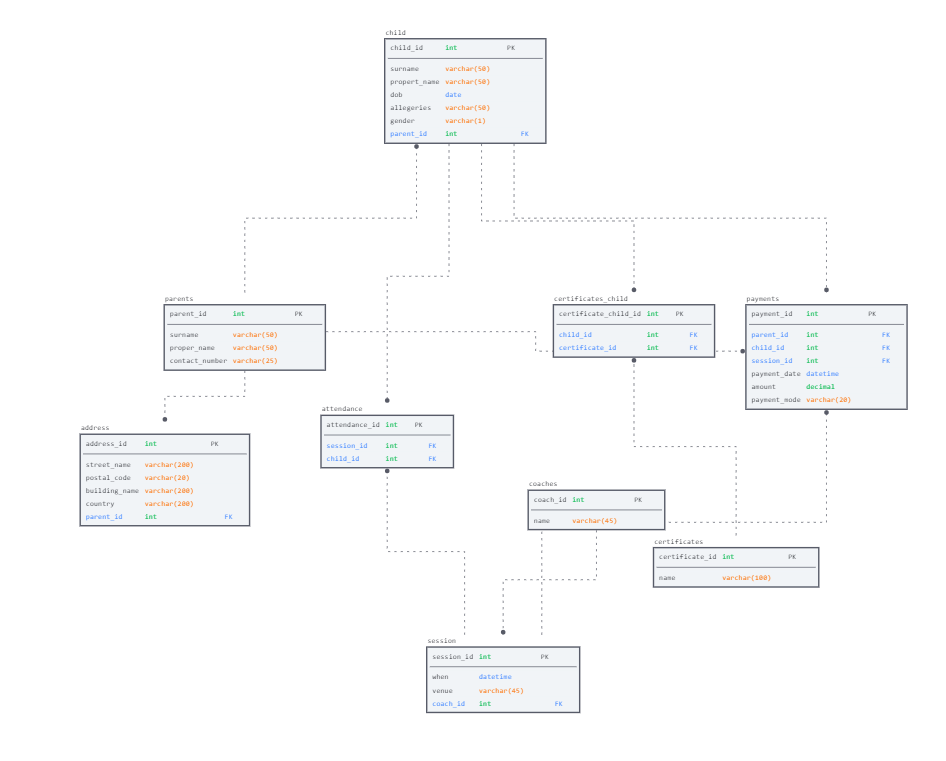 child
child_id int PK
surname varchar(50)
propert_name varchar(50)
dob date
allegeries varchar(50)
gender varchar(1)
parent_id int FK
parents
parent_id int PK
surname varchar(50)
proper_name varchar(50)
contact_number varchar(25)
certificates_child
certificate_child_id int PK
child_id int FK
certificate_id int FK
payments
payment_id int PK
parent_id int FK
child_id int FK
session_id int FK
payment_date datetime
amount decimal
payment_mode varchar(20)
address
address_id int PK
street_name varchar(200)
postal_code varchar(20)
building_name varchar(200)
country varchar(200)
parent_id int FK
attendance
attendance_id int PK
session_id int FK
child_id int FK
coaches
coach_id int PK
name varchar(45)
certificates
certificate_id int PK
name varchar(100)
session
session_id int PK
when datetime
venue varchar(45)
coach_id int FK